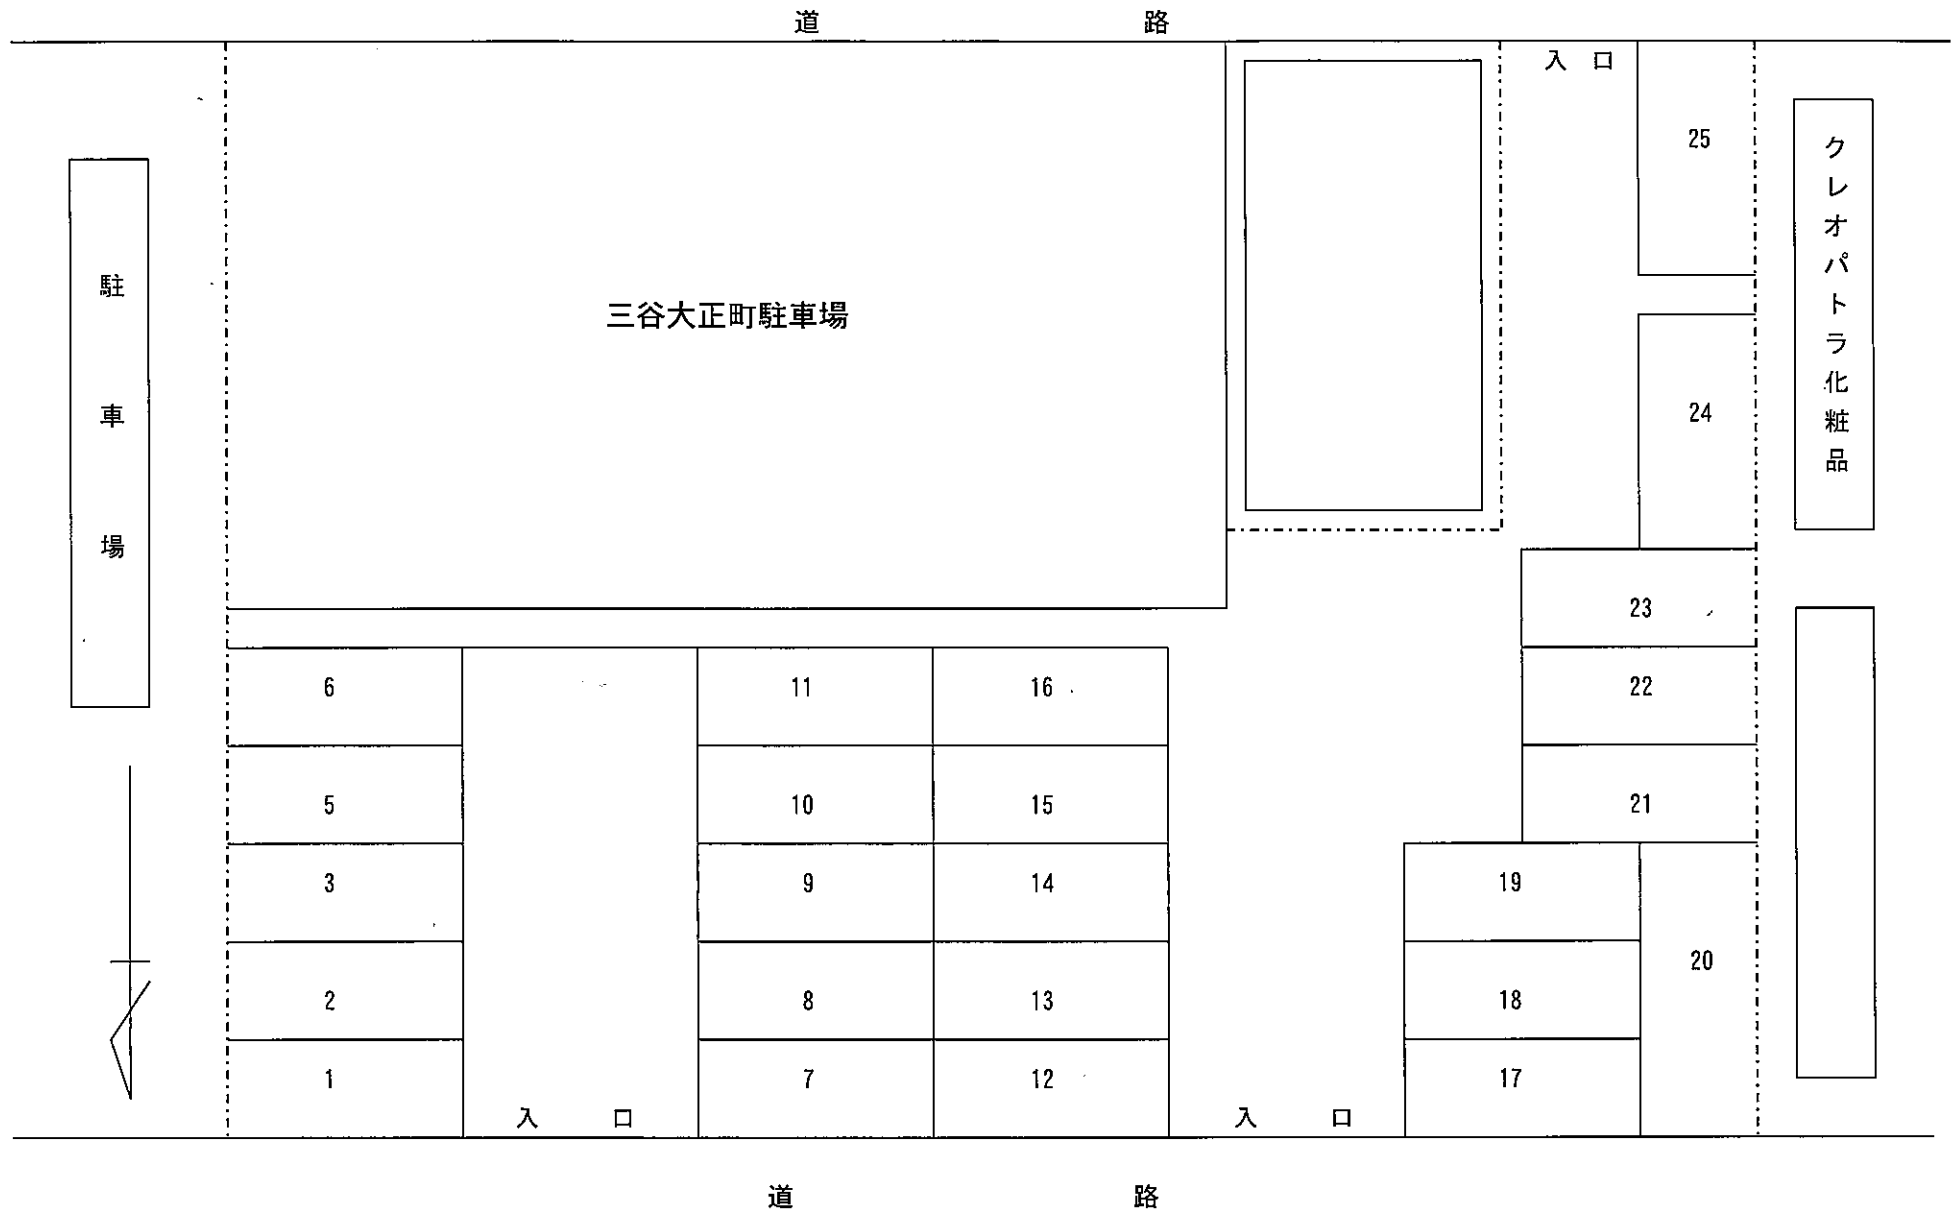 道 路
入 口
25
クレオパトラ化粧品
駐車場
三谷大正町駐車場
24
23
6 11 16 22
5 10 15 21
3 9 14 19
20
2 8 13 18
1 7 12 17
入 口 入 口
道 路